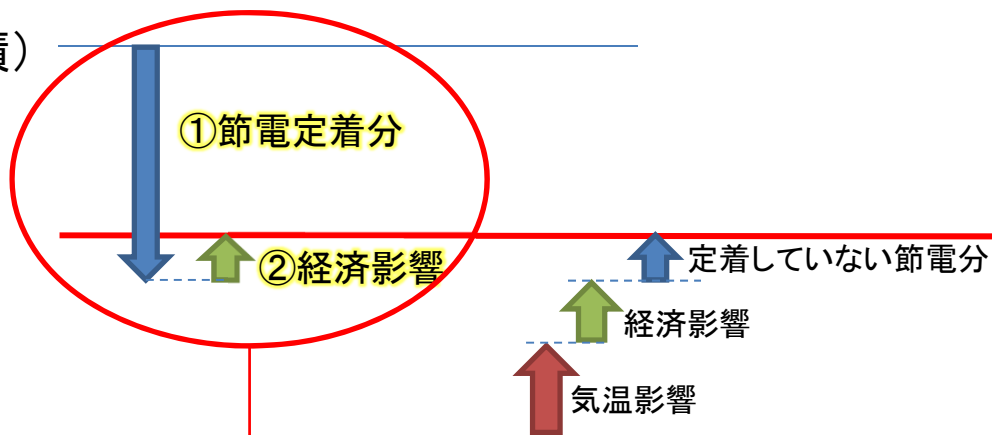 績）
①節電定着分
②経済影響
定着していない節電分
経済影響
気温影響